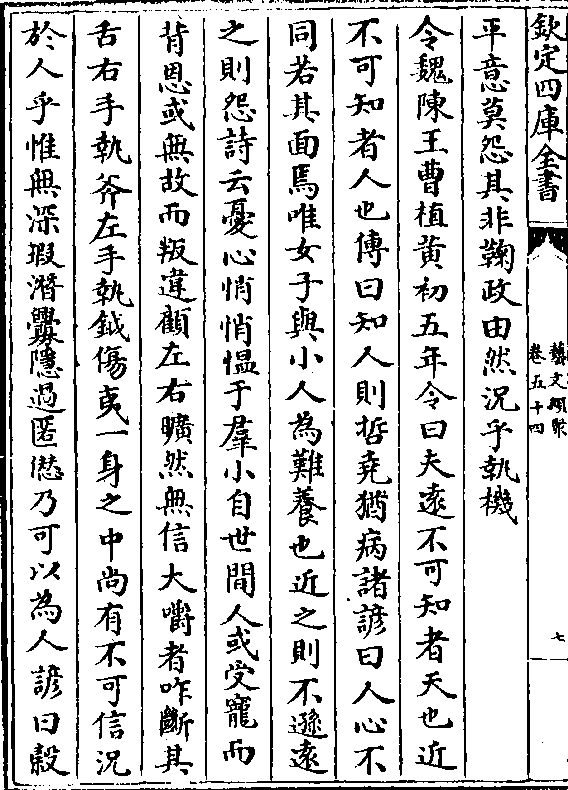 欽定四庫全書
藝文類聚
卷五十四
七
平意莫怨其非鞠政由然況乎執機
令魏陳王曹植黃初五年令曰夫遠不可知者天也近
不可知者人也傳曰知人則哲堯猶病諸諺曰人心不
同若其面焉唯女子與小人為難養也近之則不遜遠
之則怨詩云憂心悄悄愠于羣小自世間人或受寵而
背恩或無故而叛違顧左右曠然無信大嚼者咋斷其
舌右手執斧左手執鉞傷夷一身之中尚有不可信況
於人乎惟無深瑕潛釁隱過匿愆乃可以為人諺曰穀